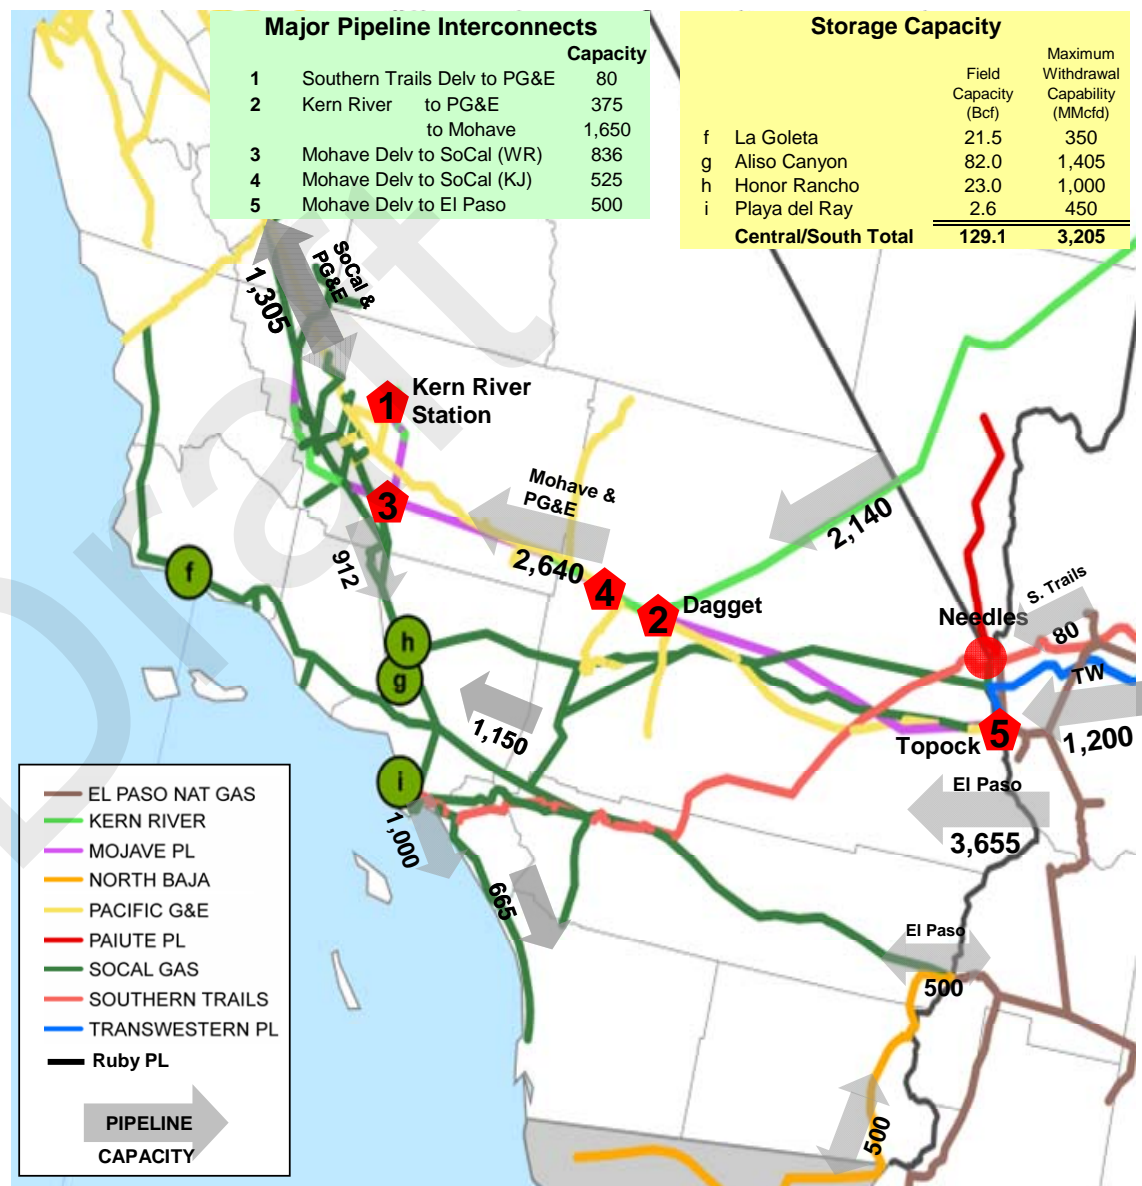 Major Pipeline Interconnects
Capacity
1 Southern Trails Delv to PG&E 80
2 Kern River to PG&E 375
to Mohave 1,650
3 Mohave Delv to SoCal (WR) 836
4 Mohave Delv to SoCal (KJ) 525
5 Mohave Delv to El Paso 500
Storage Capacity
Field Capacity (Bcf)
Maximum Withdrawal Capability (MMcfd)
f La Goleta 21.5 350
g Aliso Canyon 82.0 1,405
h Honor Rancho 23.0 1,000
i Playa del Ray 2.6 450
Central/South Total 129.1 3,205
SoCal &
PG&E
1,305
1
Kern River
Station
3
Mohave &
PG&E
2,640
2,140
912
4
2
Dagget
f
h
g
i
Needles
S. Trails
80
TW
1,200
Topock
5
1,150
El Paso
3,655
1,000
665
El Paso
500
500
EL PASO NAT GAS
KERN RIVER
MOJAVE PL
NORTH BAJA
PACIFIC G&E
PAIUTE PL
SOCAL GAS
SOUTHERN TRAILS
TRANSWESTERN PL
Ruby PL
PIPELINE
CAPACITY
Draft